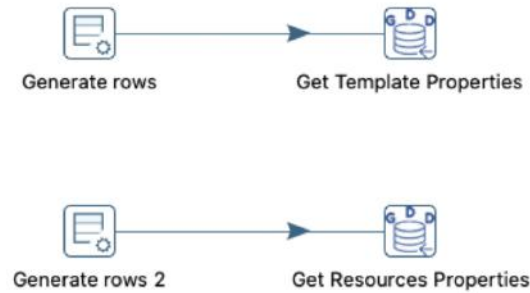 G D D
Generate rows
Get Template Properties
G D D
Generate rows 2
Get Resources Properties